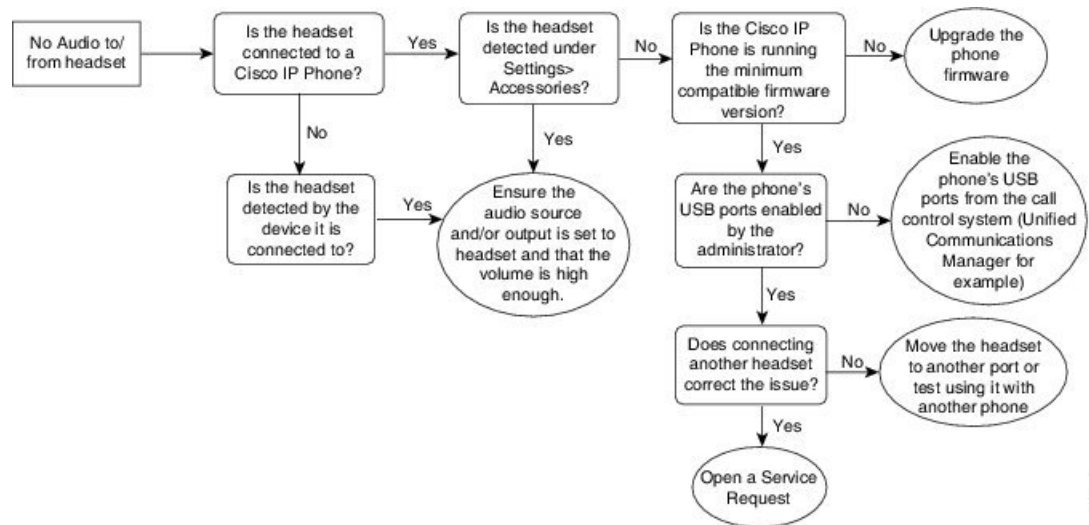 No Audio to/
from headset
Is the headset
connected to a
Cisco IP Phone?
Yes
Is the headset
detected under
Settings>
Accessories?
No
Is the Cisco IP
Phone is running
the minimum
compatible firmware
version?
No
Upgrade the
phone
firmware
No
Yes
Yes
Is the headset
detected by the
device it is
connected to?
Yes
Ensure the
audio source
and/or output is set to
headset and that the
volume is high
enough.
Are the phone's
USB ports enabled
by the
administrator?
No
Enable the
phone's USB
ports from the call
control system (Unified
Communications
Manager for
example)
Yes
Does connecting
another headset
correct the issue?
No
Move the headset
to another port or
test using it with
another phone
Yes
Open a Service
Request